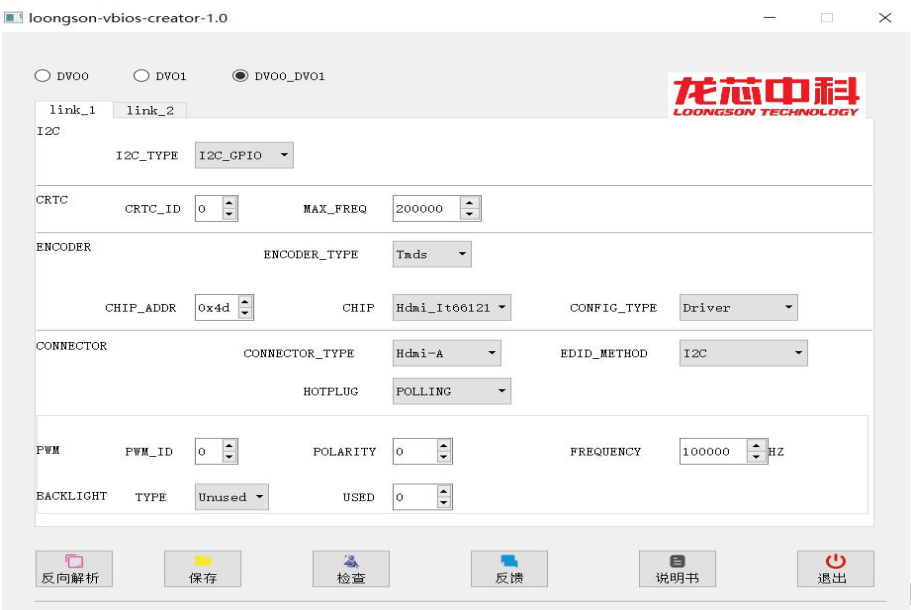 loongson-vbios-creator-1.0
DVO0 DVO1 DVO0_DVO1
龙芯中科
LOONGSON TECHNOLOGY
link_1 link_2
I2C
I2C_TYPE I2C_GPIO
CRTC
CRTC_ID 0 MAX_FREQ 200000
ENCODER
ENCODER_TYPE Tmds
CHIP_ADDR 0x4d CHIP Hdmi_It66121 CONFIG_TYPE Driver
CONNECTOR
CONNECTOR_TYPE Hdmi-A EDID_METHOD I2C
HOTPLUG POLLING
PWM PWM_ID 0 POLARITY 0 FREQUENCY 100000 HZ
BACKLIGHT TYPE Unused USED 0
反向解析 保存 检查 反馈 说明书 退出